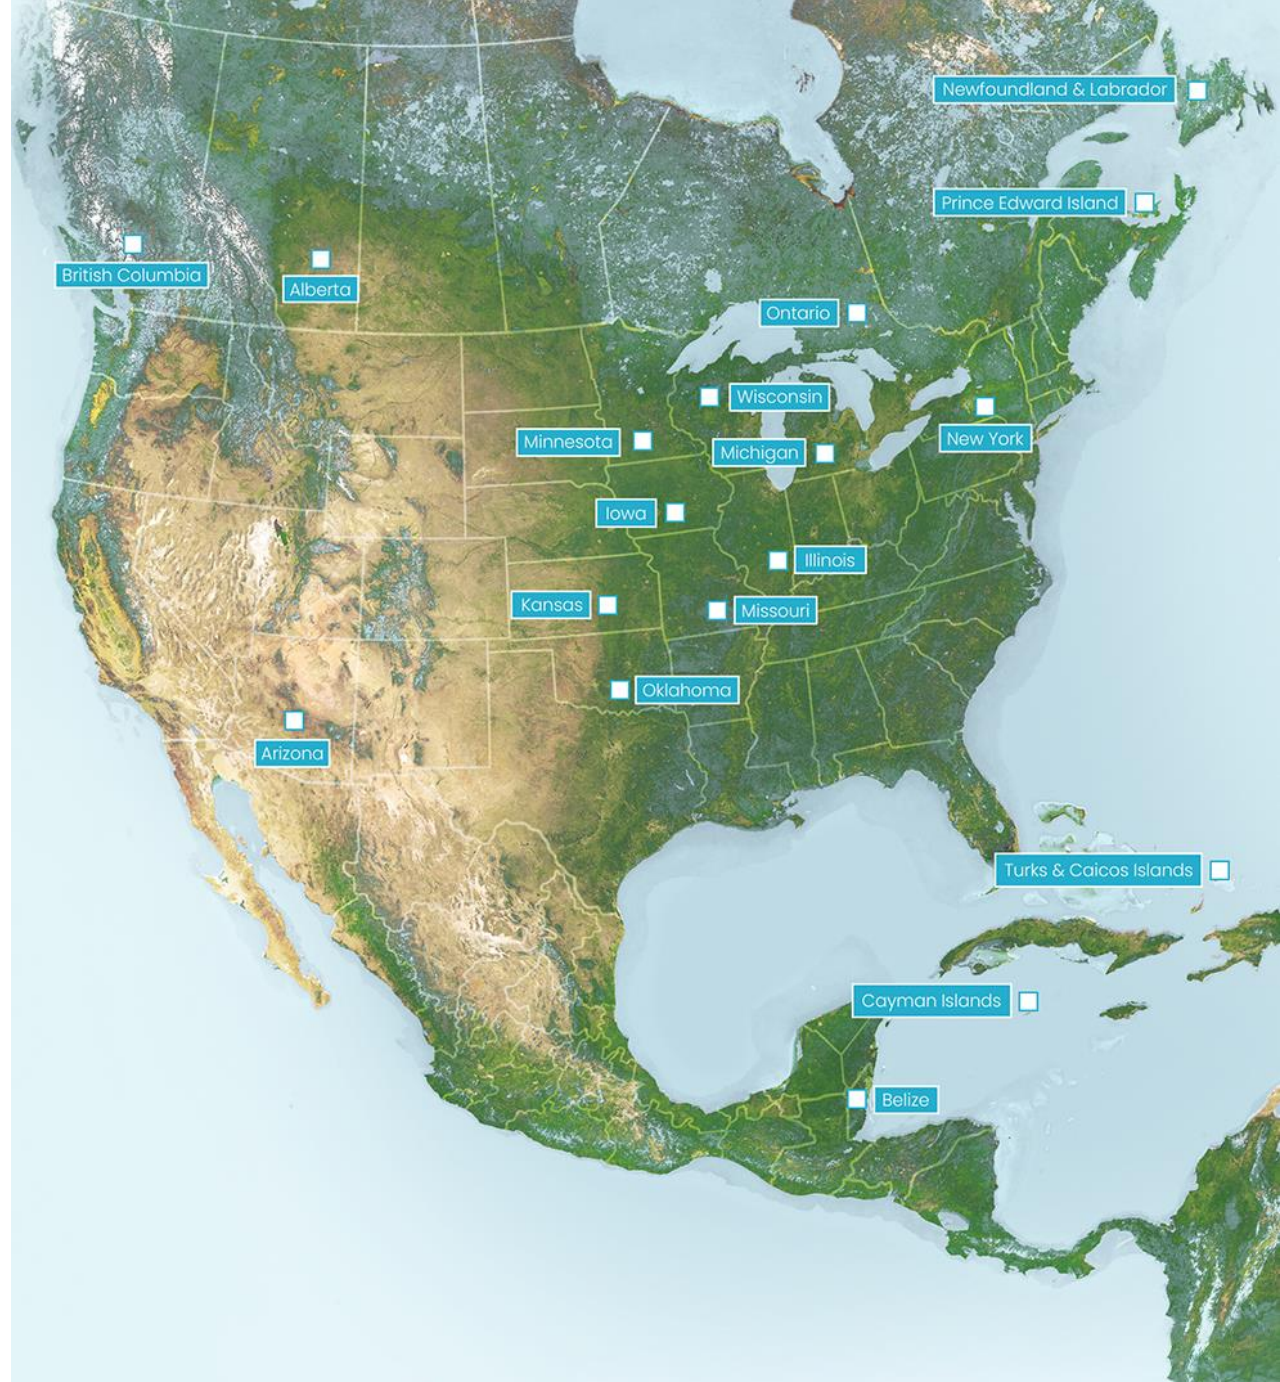 Newfoundland & Labrador
Prince Edward Island
British Columbia
Alberta
Ontario
Wisconsin
Minnesota
Michigan
New York
Iowa
Illinois
Kansas
Missouri
Oklahoma
Arizona
Turks & Caicos Islands
Cayman Islands
Belize